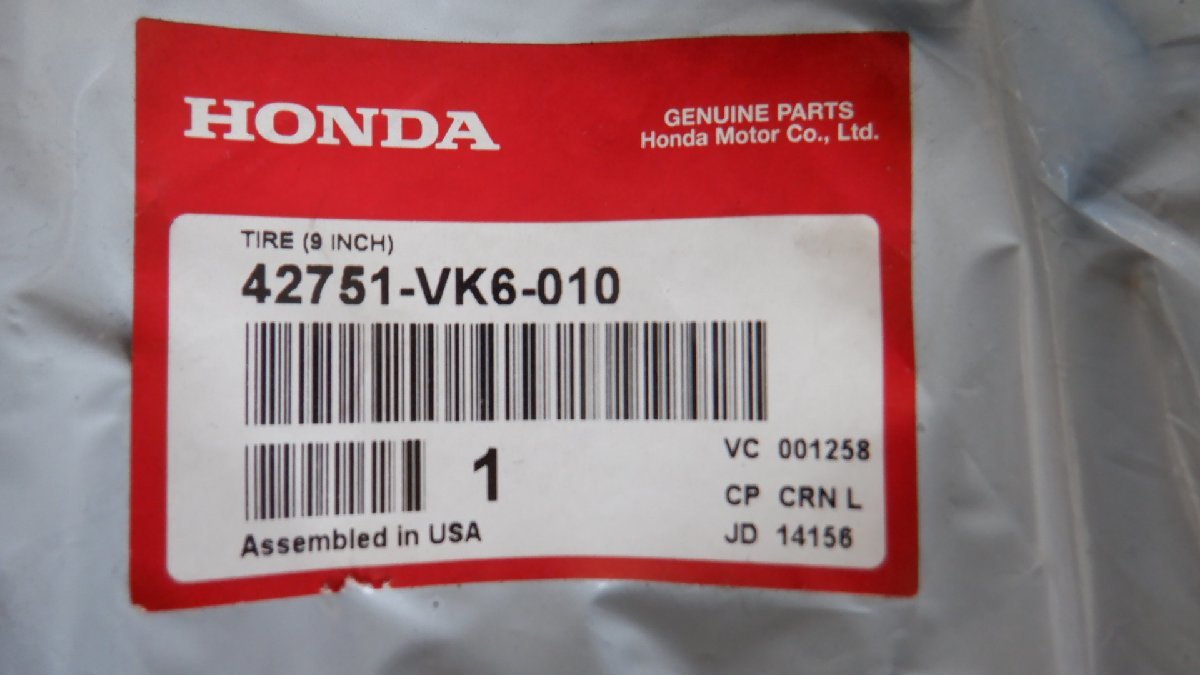 HONDA
GENUINE PARTS
Honda Motor Co., Ltd.
TIRE (9 INCH)
42751-VK6-010
1
VC 001258
CP CRN L
JD 14156
Assembled in USA